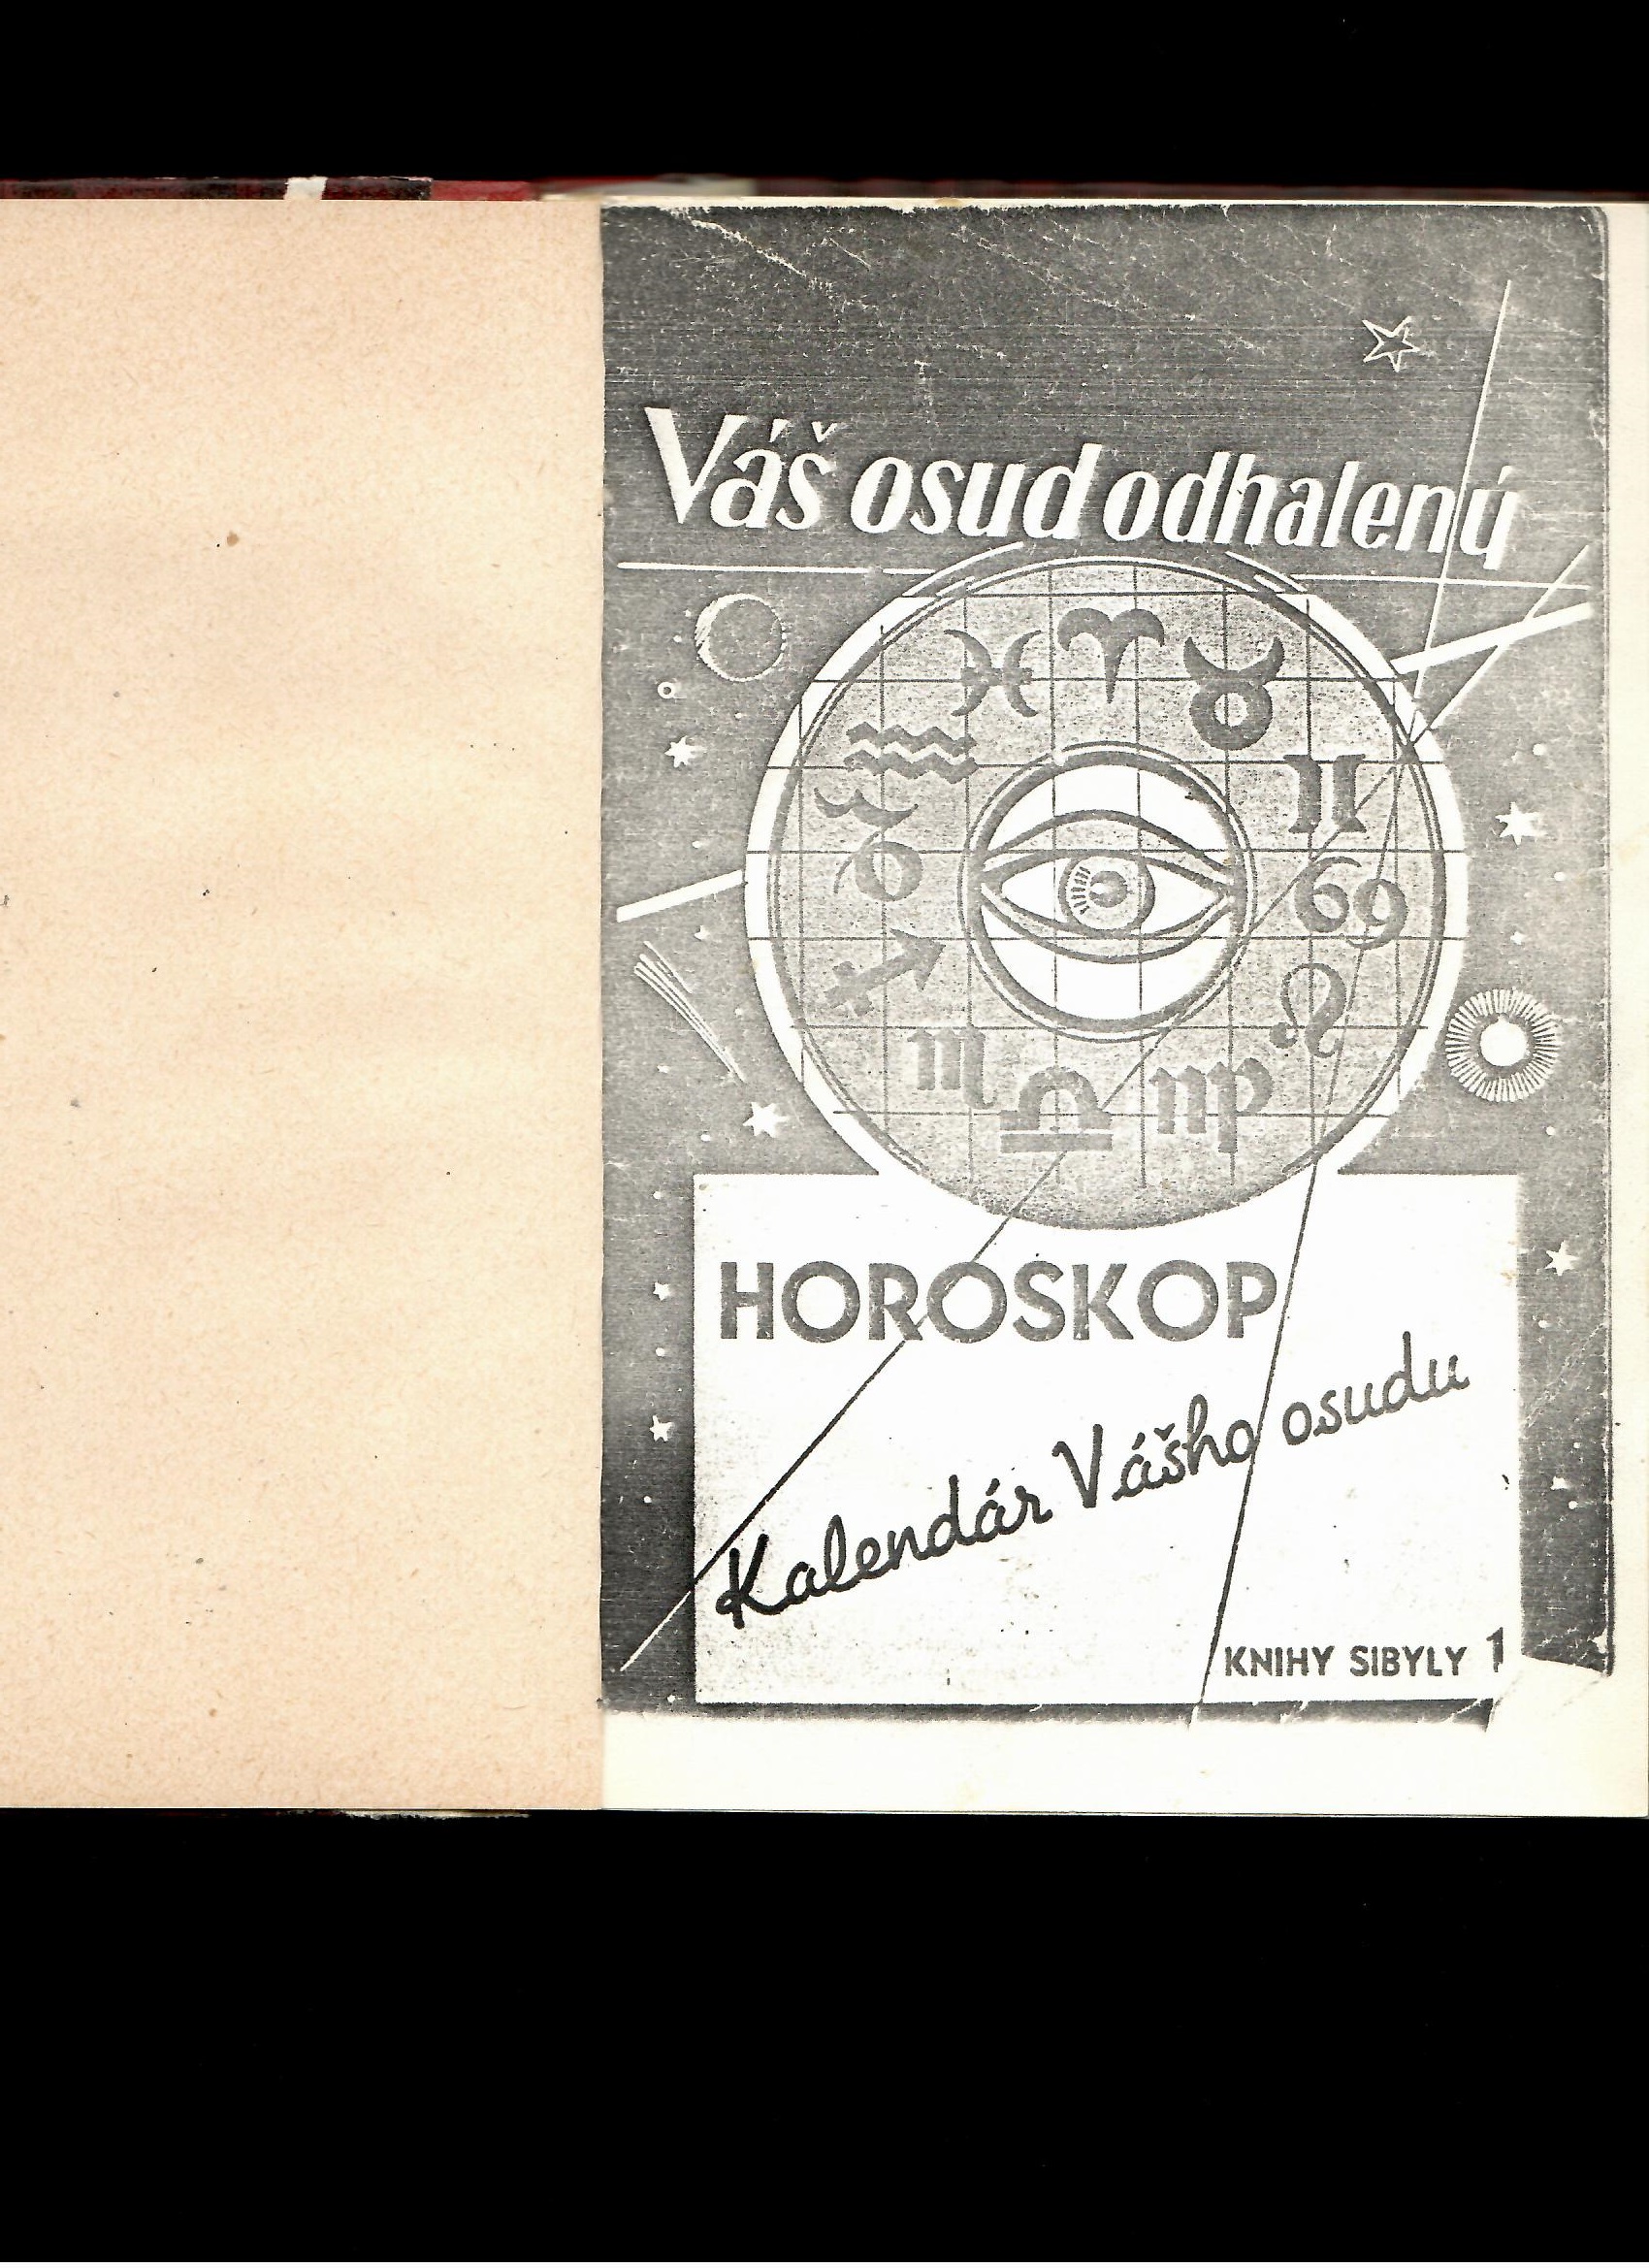 Váš osud odhalený
HOROSKOP
Kalendár Vášho osudu
KNIHY SIBYLY 1